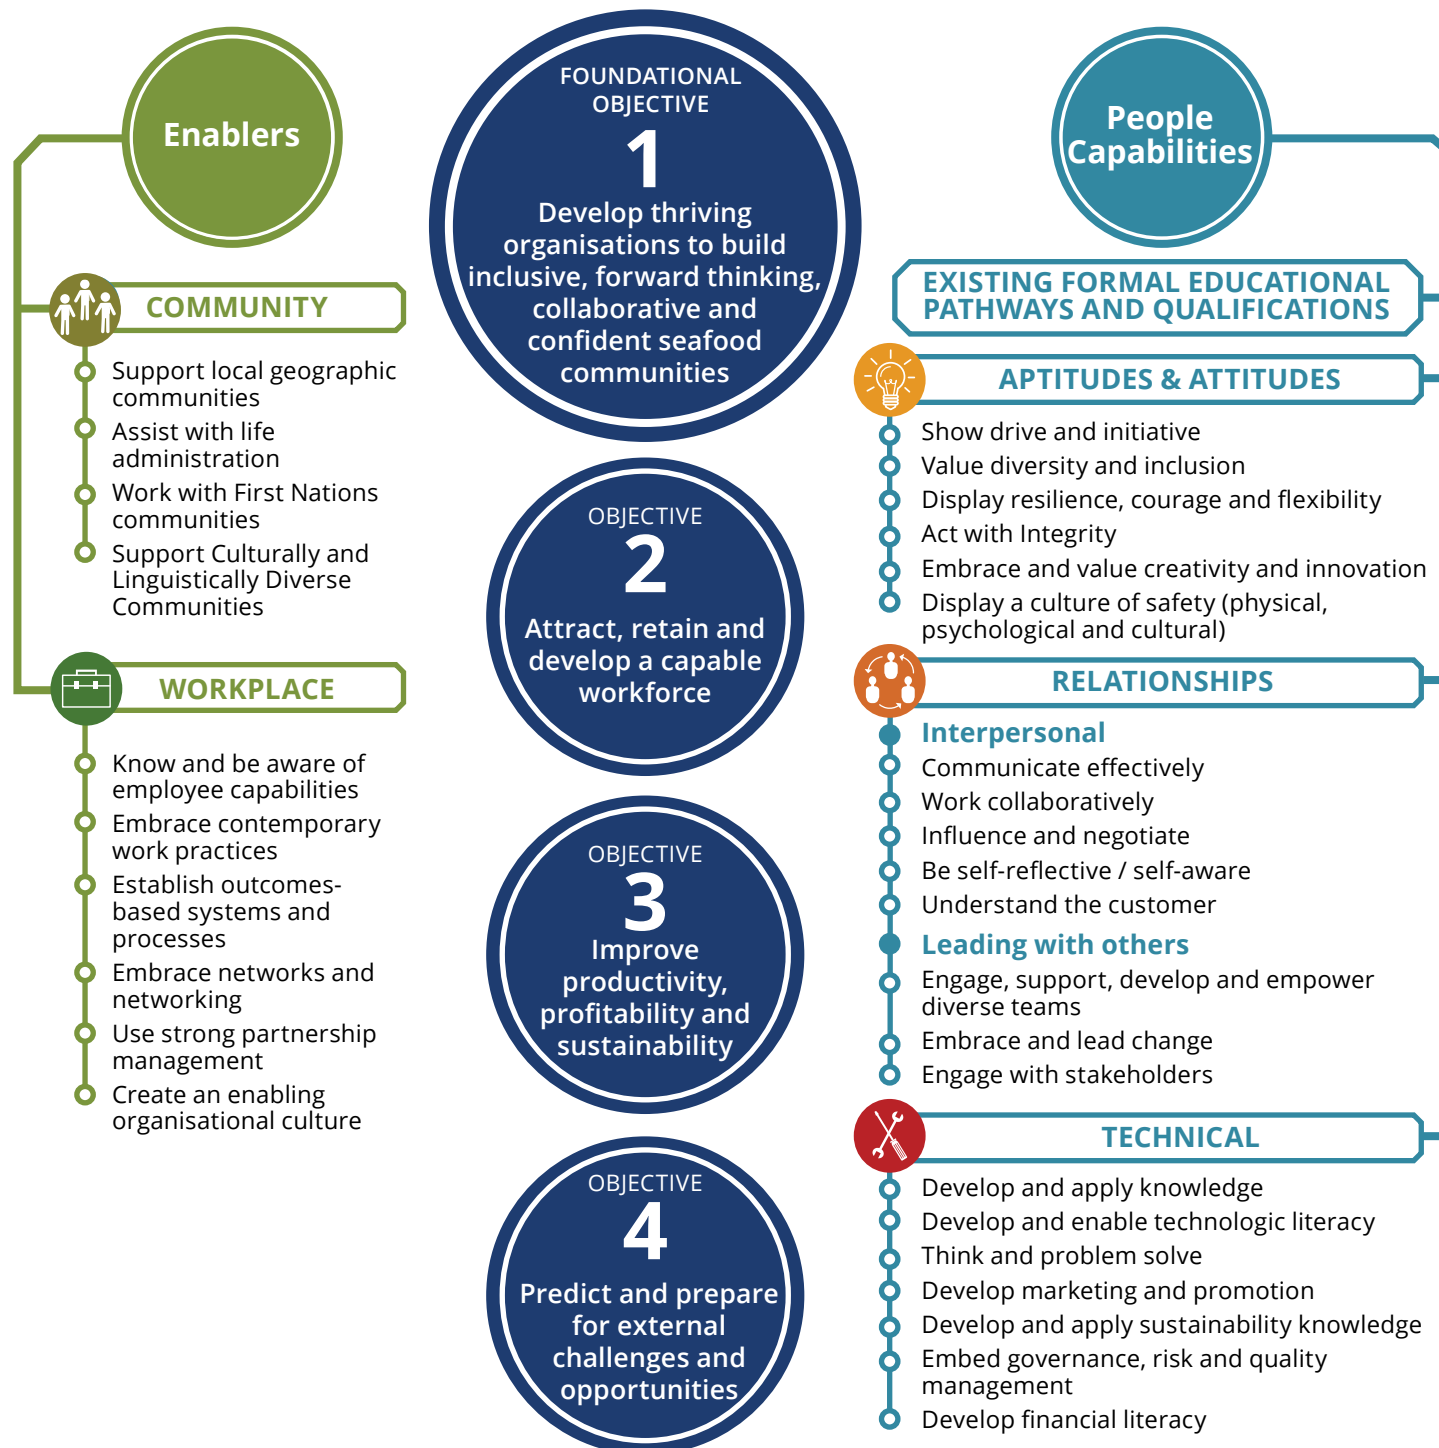 Enablers
COMMUNITY
Support local geographic
communities
Assist with life
administration
Work with First Nations
communities
Support Culturally and
Linguistically Diverse
Communities
WORKPLACE
Know and be aware of
employee capabilities
Embrace contemporary
work practices
Establish outcomes-
based systems and
processes
Embrace networks and
networking
Use strong partnership
management
Create an enabling
organisational culture
FOUNDATIONAL
OBJECTIVE
1
Develop thriving
organisations to build
inclusive, forward thinking,
collaborative and
confident seafood
communities
OBJECTIVE
2
Attract, retain and
develop a capable
workforce
OBJECTIVE
3
Improve
productivity,
profitability and
sustainability
OBJECTIVE
4
Predict and prepare
for external
challenges and
opportunities
People
Capabilities
EXISTING FORMAL EDUCATIONAL
PATHWAYS AND QUALIFICATIONS
APTITUDES & ATTITUDES
Show drive and initiative
Value diversity and inclusion
Display resilience, courage and flexibility
Act with Integrity
Embrace and value creativity and innovation
Display a culture of safety (physical,
psychological and cultural)
RELATIONSHIPS
Interpersonal
Communicate effectively
Work collaboratively
Influence and negotiate
Be self-reflective / self-aware
Understand the customer
Leading with others
Engage, support, develop and empower
diverse teams
Embrace and lead change
Engage with stakeholders
TECHNICAL
Develop and apply knowledge
Develop and enable technologic literacy
Think and problem solve
Develop marketing and promotion
Develop and apply sustainability knowledge
Embed governance, risk and quality
management
Develop financial literacy